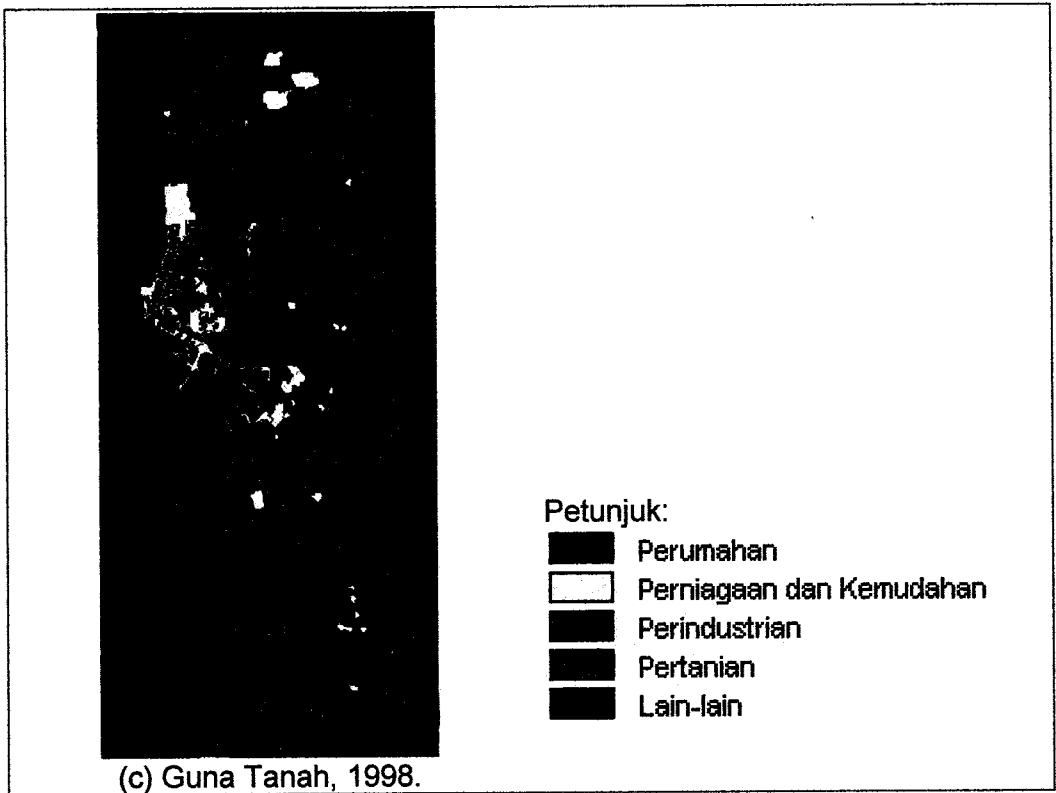 Petunjuk:
Perumahan
Perniagaan dan Kemudahan
Perindustrian
Pertanian
Lain-lain
(c) Guna Tanah, 1998.